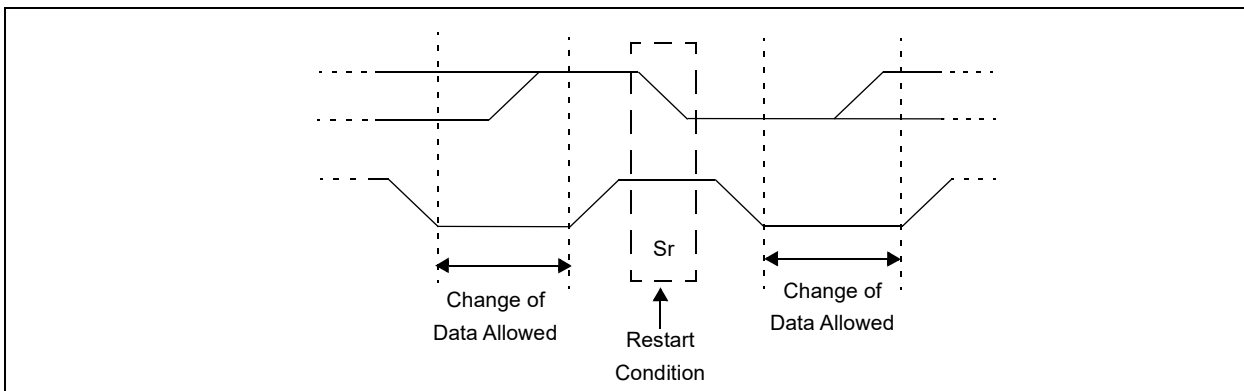 Sr
Change of
Data Allowed
Restart
Condition
Change of
Data Allowed